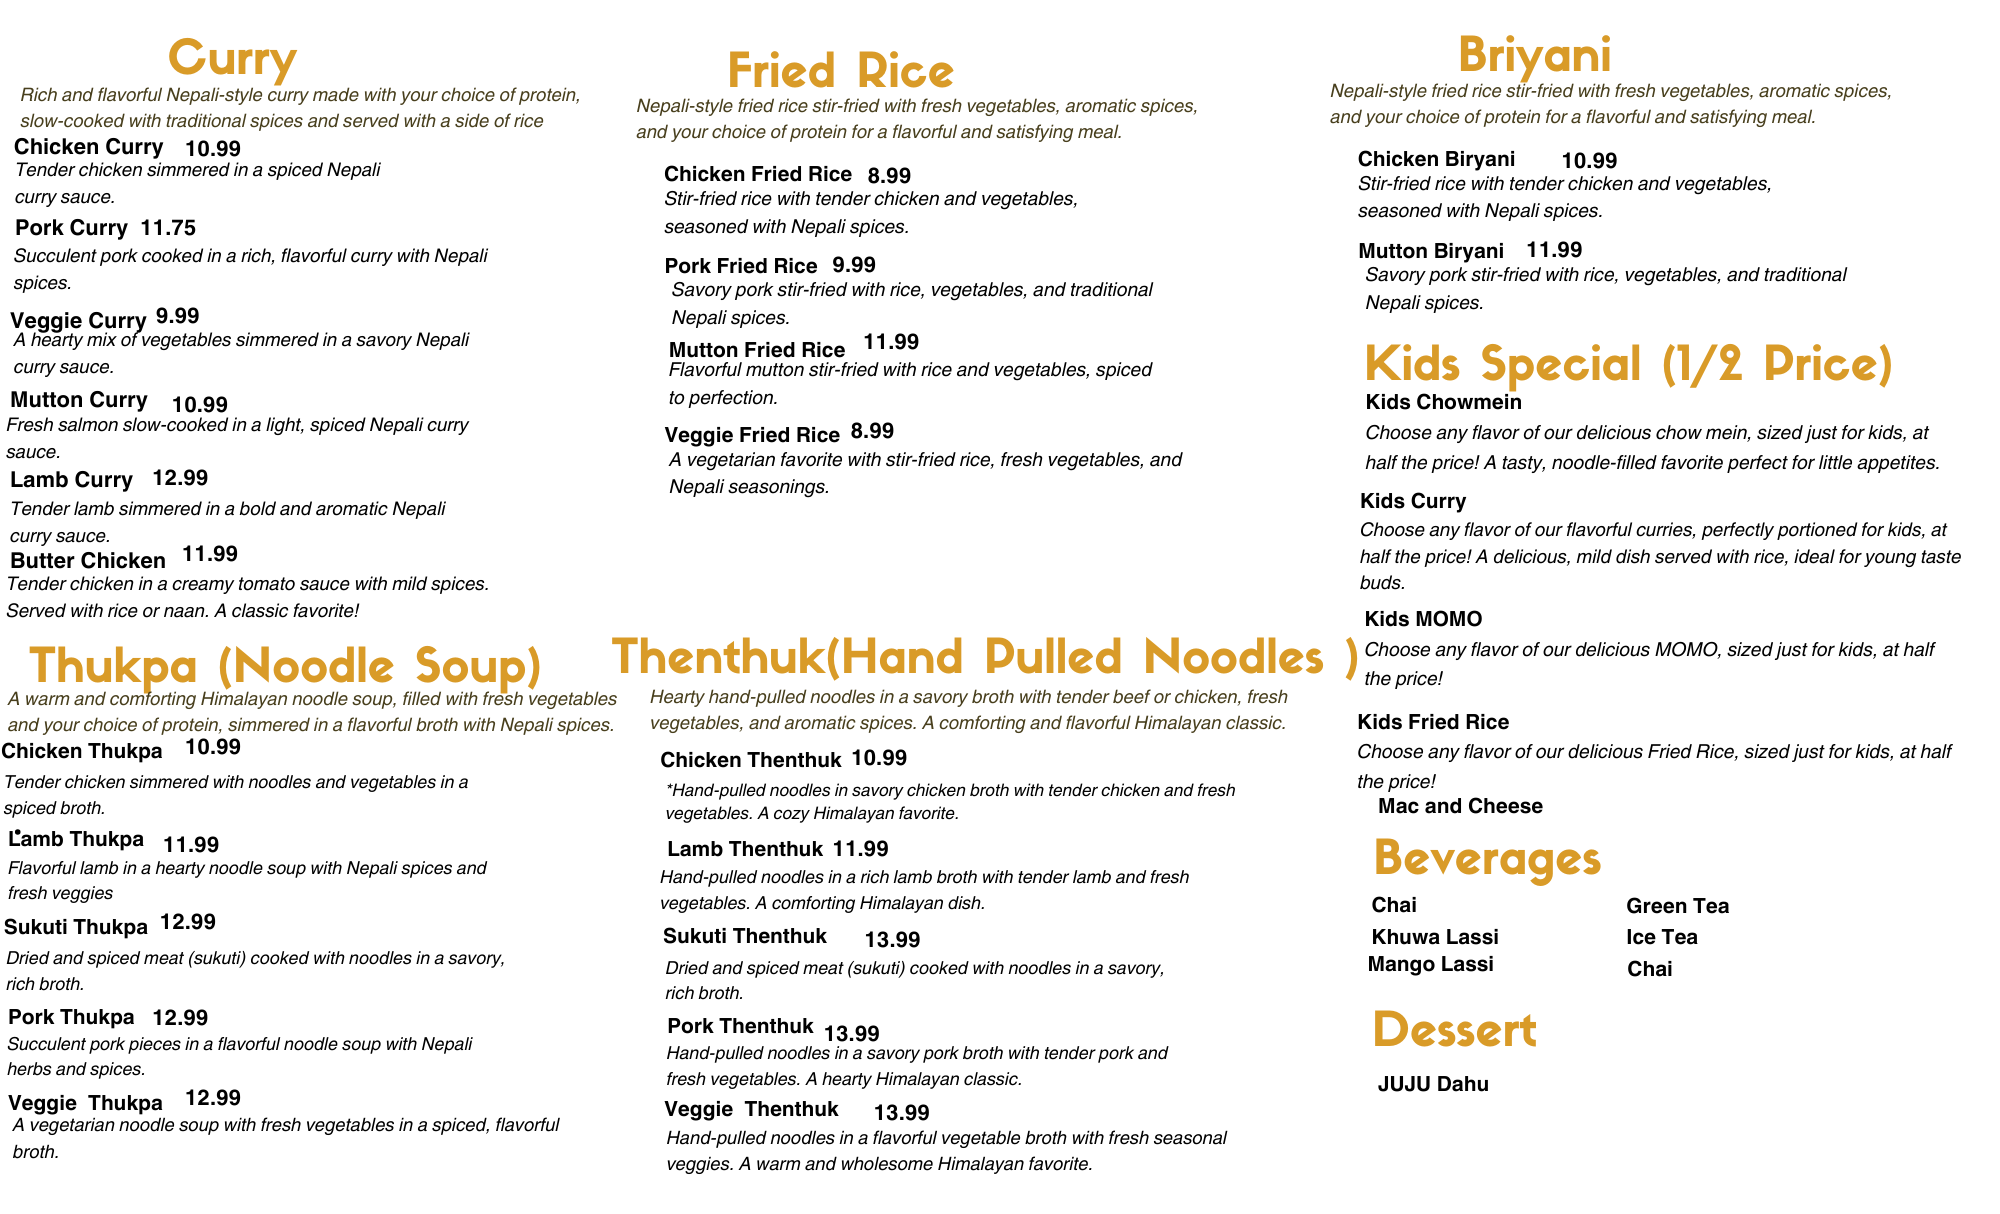 Curry
Rich and flavorful Nepali-style curry made with your choice of protein,
slow-cooked with traditional spices and served with a side of rice
Chicken Curry 10.99
Tender chicken simmered in a spiced Nepali
curry sauce.
Pork Curry 11.75
Succulent pork cooked in a rich, flavorful curry with Nepali
spices.
Veggie Curry 9.99
A hearty mix of vegetables simmered in a savory Nepali
curry sauce.
Mutton Curry 10.99
Fresh salmon slow-cooked in a light, spiced Nepali curry
sauce.
Lamb Curry 12.99
Tender lamb simmered in a bold and aromatic Nepali
curry sauce.
Butter Chicken 11.99
Tender chicken in a creamy tomato sauce with mild spices.
Served with rice or naan. A classic favorite!
Thukpa (Noodle Soup)
A warm and comforting Himalayan noodle soup, filled with fresh vegetables
and your choice of protein, simmered in a flavorful broth with Nepali spices.
Chicken Thukpa 10.99
Tender chicken simmered with noodles and vegetables in a
spiced broth.
Lamb Thukpa 11.99
Flavorful lamb in a hearty noodle soup with Nepali spices and
fresh veggies
Sukuti Thukpa 12.99
Dried and spiced meat (sukuti) cooked with noodles in a savory,
rich broth.
Pork Thukpa 12.99
Succulent pork pieces in a flavorful noodle soup with Nepali
herbs and spices.
Veggie Thukpa 12.99
A vegetarian noodle soup with fresh vegetables in a spiced, flavorful
broth.
Fried Rice
Nepali-style fried rice stir-fried with fresh vegetables, aromatic spices,
and your choice of protein for a flavorful and satisfying meal.
Chicken Fried Rice 8.99
Stir-fried rice with tender chicken and vegetables,
seasoned with Nepali spices.
Pork Fried Rice 9.99
Savory pork stir-fried with rice, vegetables, and traditional
Nepali spices.
Mutton Fried Rice 11.99
Flavorful mutton stir-fried with rice and vegetables, spiced
to perfection.
Veggie Fried Rice 8.99
A vegetarian favorite with stir-fried rice, fresh vegetables, and
Nepali seasonings.
Thenthuk(Hand Pulled Noodles )
Hearty hand-pulled noodles in a savory broth with tender beef or chicken, fresh
vegetables, and aromatic spices. A comforting and flavorful Himalayan classic.
Chicken Thenthuk 10.99
*Hand-pulled noodles in savory chicken broth with tender chicken and fresh
vegetables. A cozy Himalayan favorite.
Lamb Thenthuk 11.99
Hand-pulled noodles in a rich lamb broth with tender lamb and fresh
vegetables. A comforting Himalayan dish.
Sukuti Thenthuk 13.99
Dried and spiced meat (sukuti) cooked with noodles in a savory,
rich broth.
Pork Thenthuk 13.99
Hand-pulled noodles in a savory pork broth with tender pork and
fresh vegetables. A hearty Himalayan classic.
Veggie Thenthuk 13.99
Hand-pulled noodles in a flavorful vegetable broth with fresh seasonal
veggies. A warm and wholesome Himalayan favorite.
Briyani
Nepali-style fried rice stir-fried with fresh vegetables, aromatic spices,
and your choice of protein for a flavorful and satisfying meal.
Chicken Biryani 10.99
Stir-fried rice with tender chicken and vegetables,
seasoned with Nepali spices.
Mutton Biryani 11.99
Savory pork stir-fried with rice, vegetables, and traditional
Nepali spices.
Kids Special (1/2 Price)
Kids Chowmein
Choose any flavor of our delicious chow mein, sized just for kids, at
half the price! A tasty, noodle-filled favorite perfect for little appetites.
Kids Curry
Choose any flavor of our flavorful curries, perfectly portioned for kids, at
half the price! A delicious, mild dish served with rice, ideal for young taste
buds.
Kids MOMO
Choose any flavor of our delicious MOMO, sized just for kids, at half
the price!
Kids Fried Rice
Choose any flavor of our delicious Fried Rice, sized just for kids, at half
the price!
Mac and Cheese
Beverages
Chai
Khuwa Lassi
Mango Lassi
Green Tea
Ice Tea
Chai
Dessert
JUJU Dahu